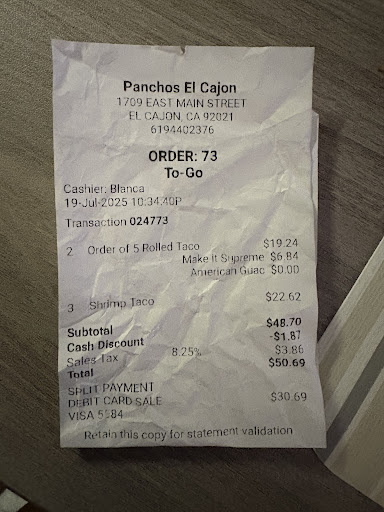 Panchos El Cajon
1709 EAST MAIN STREET
EL CAJON, CA 92021
6194402376
ORDER: 73
To-Go
Cashier: Blanca
19-Jul-2025 10:34:40P
Transaction 024773
2 Order of 5 Rolled Taco $19.24
Make It Supreme $6.84
American Guac $0.00
3 Shrimp Taco $22.62
Subtotal $48.70
Cash Discount -$1.87
Sales Tax 8.25% $3.86
Total $50.69
SPLIT PAYMENT
DEBIT CARD SALE $30.69
VISA 5584
Retain this copy for statement validation